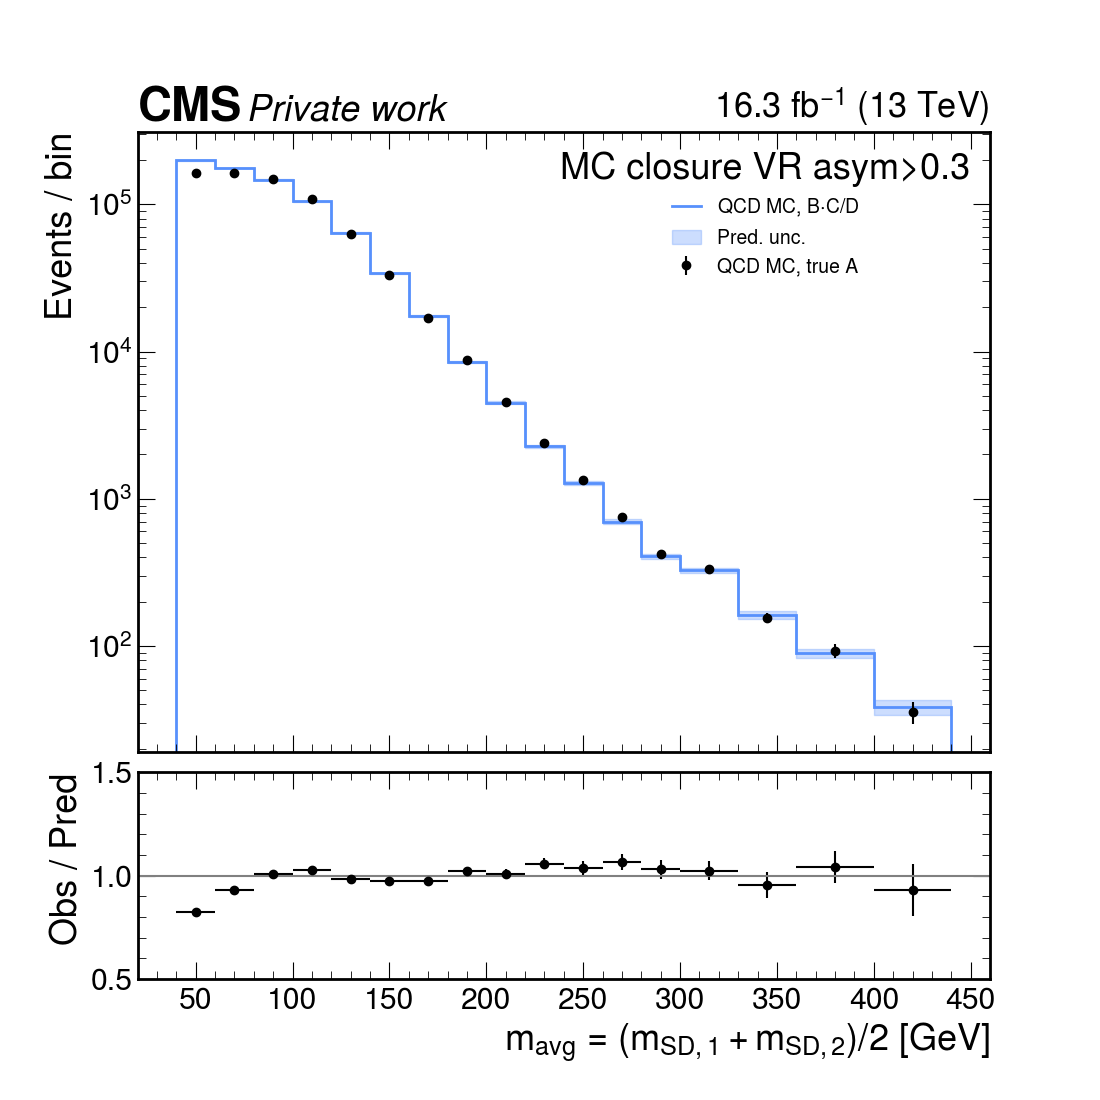 CMS Private work
16.3 fb⁻¹ (13 TeV)
Events / bin
MC closure VR asym>0.3
QCD MC, B·C/D
Pred. unc.
QCD MC, true A
10⁵
10⁴
10³
10²
Obs / Pred
1.5
1.0
0.5
50 100 150 200 250 300 350 400 450
m_avg = (m_SD, 1 + m_SD, 2)/2 [GeV]